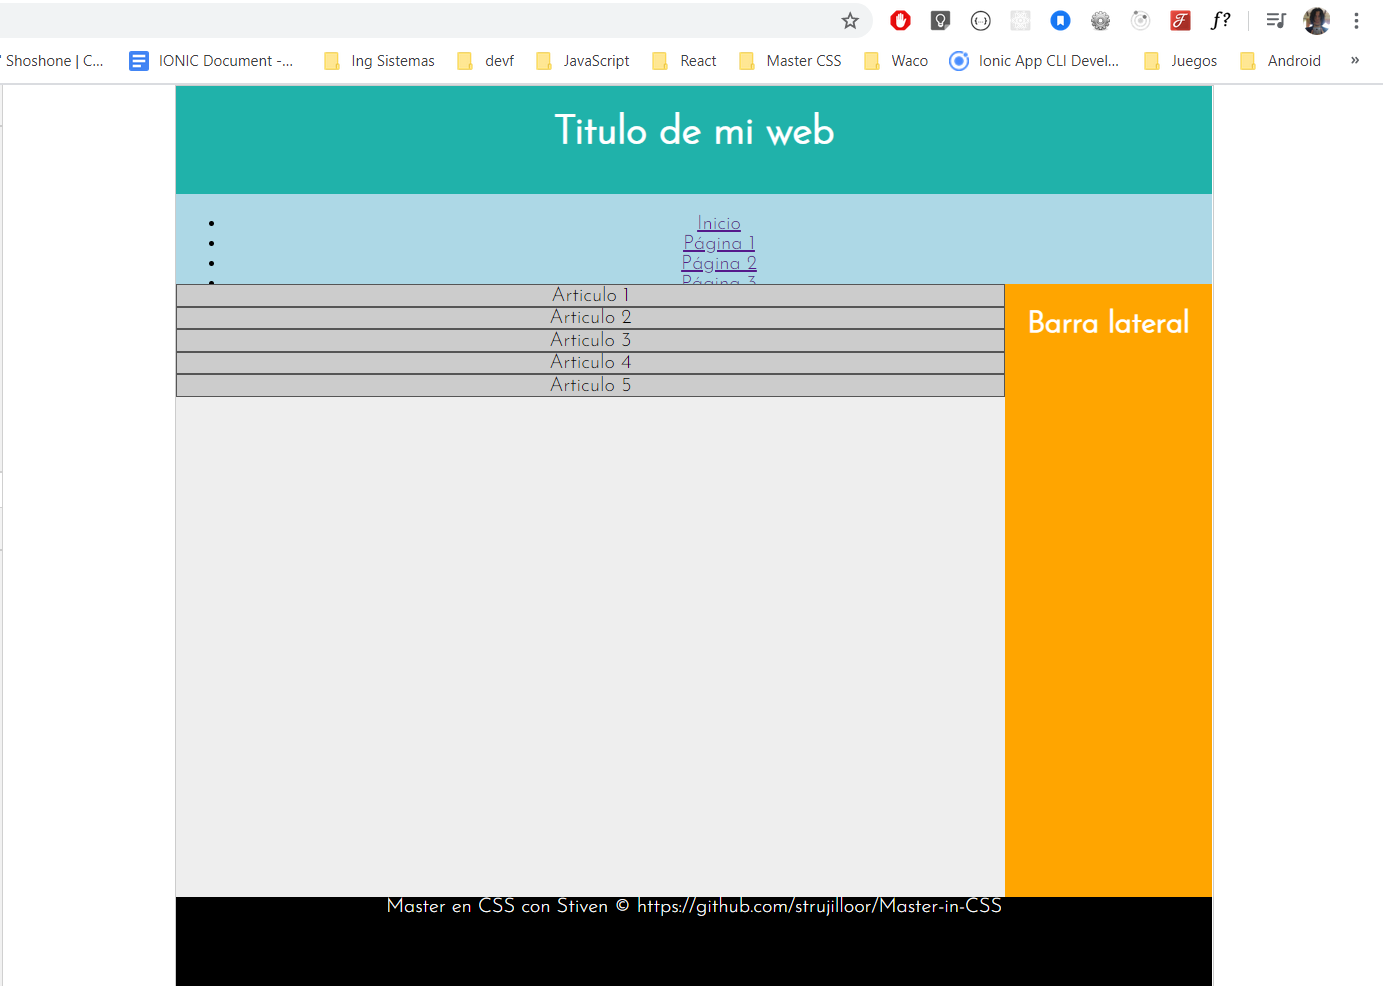 ' Shoshone | C...
IONIC Document -...
Ing Sistemas
devf
JavaScript
React
Master CSS
Waco
Ionic App CLI Devel...
Juegos
Android
»
f?
Titulo de mi web
Inicio
Página 1
Página 2
Página 3
Articulo 1
Articulo 2
Articulo 3
Articulo 4
Articulo 5
Barra lateral
Master en CSS con Stiven © https://github.com/strujilloor/Master-in-CSS